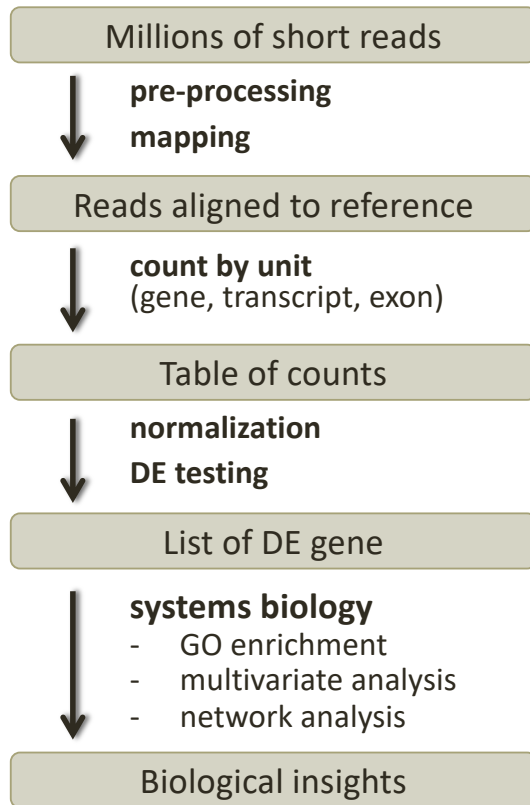 Millions of short reads
pre-processing
mapping
Reads aligned to reference
count by unit
(gene, transcript, exon)
Table of counts
normalization
DE testing
List of DE gene
systems biology
- GO enrichment
- multivariate analysis
- network analysis
Biological insights